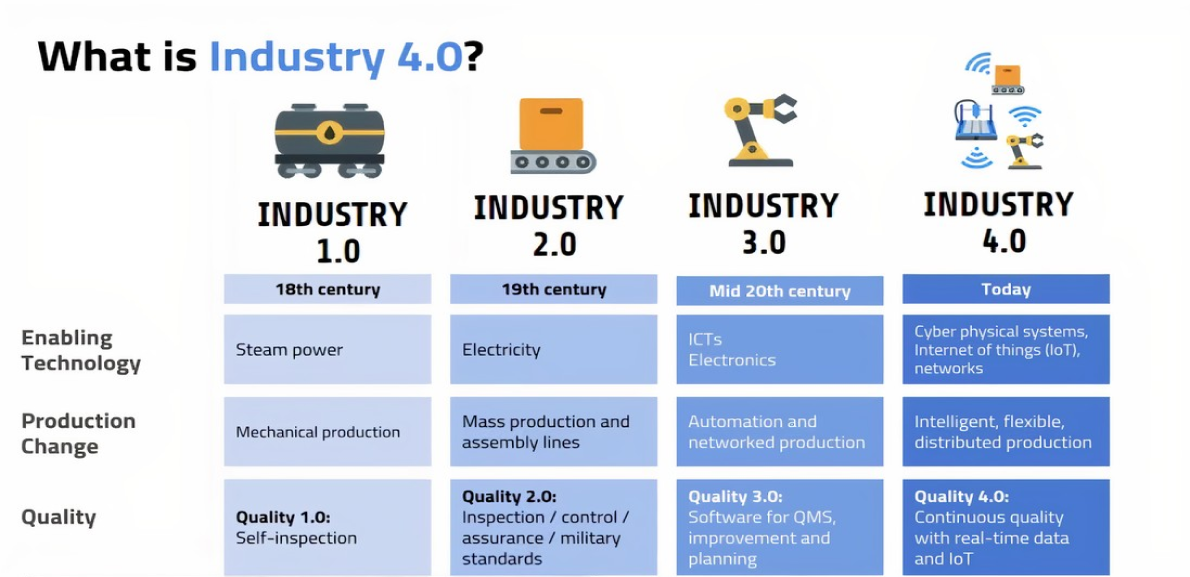 What is Industry 4.0?
INDUSTRY
1.0
INDUSTRY
2.0
INDUSTRY
3.0
INDUSTRY
4.0
18th century
19th century
Mid 20th century
Today
Enabling
Technology
Steam power
Electricity
ICTs
Electronics
Cyber physical systems,
Internet of things (IoT),
networks
Production
Change
Mechanical production
Mass production and
assembly lines
Automation and
networked production
Intelligent, flexible,
distributed production
Quality
Quality 1.0:
Self-inspection
Quality 2.0:
Inspection / control /
assurance / military
standards
Quality 3.0:
Software for QMS,
improvement and
planning
Quality 4.0:
Continuous quality
with real-time data
and IoT